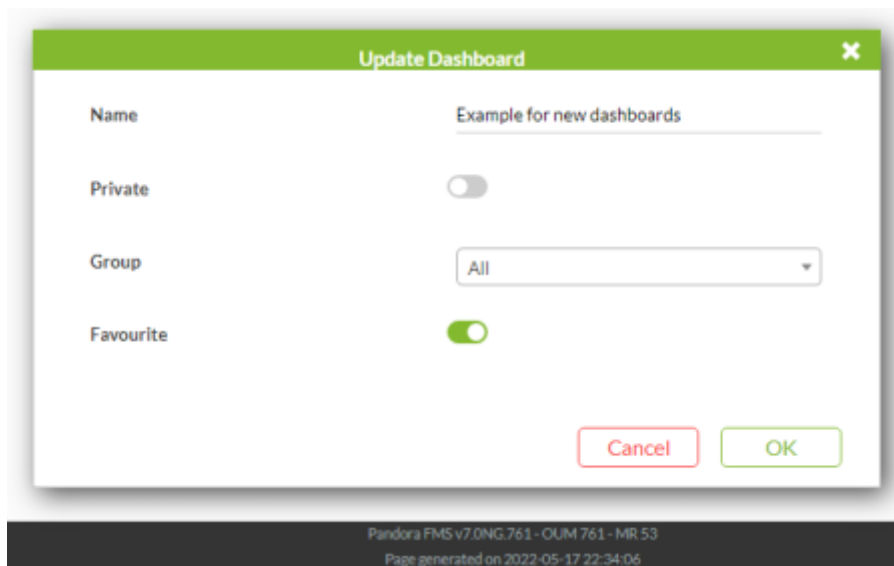 Update Dashboard
Name
Example for new dashboards
Private
Group
All
Favourite
Cancel
OK
Pandora FMS v7.0NG.761 - OUM 761 - MR 53
Page generated on 2022-05-17 22:34:06